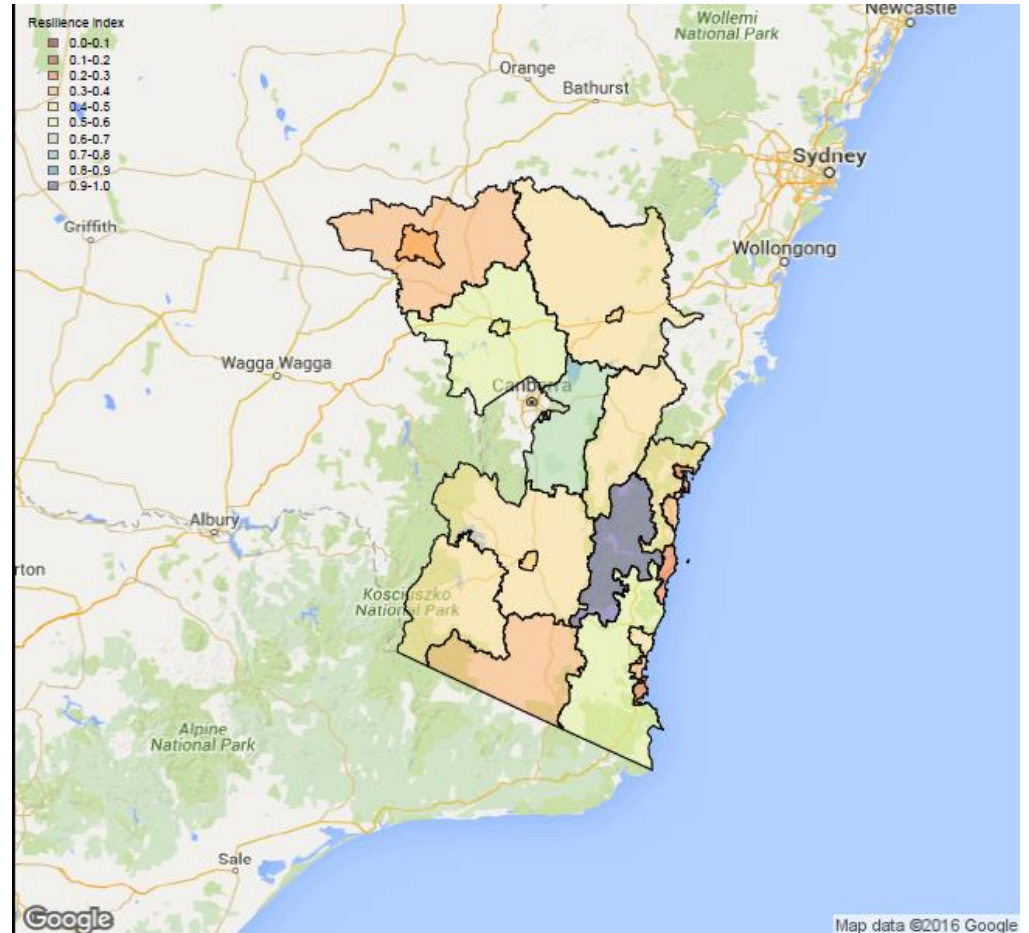 Newcastle
Resilience Index
0.0-0.1
0.1-0.2
0.2-0.3
0.3-0.4
0.4-0.5
0.5-0.6
0.6-0.7
0.7-0.8
0.8-0.9
0.9-1.0
Wollemi
National Park
Orange
Bathurst
Sydney
Griffith
Wollongong
Wagga Wagga
Canberra
Albury
rton
Kosciuszko
National Park
Alpine
National Park
Sale
Google
Map data ©2016 Google